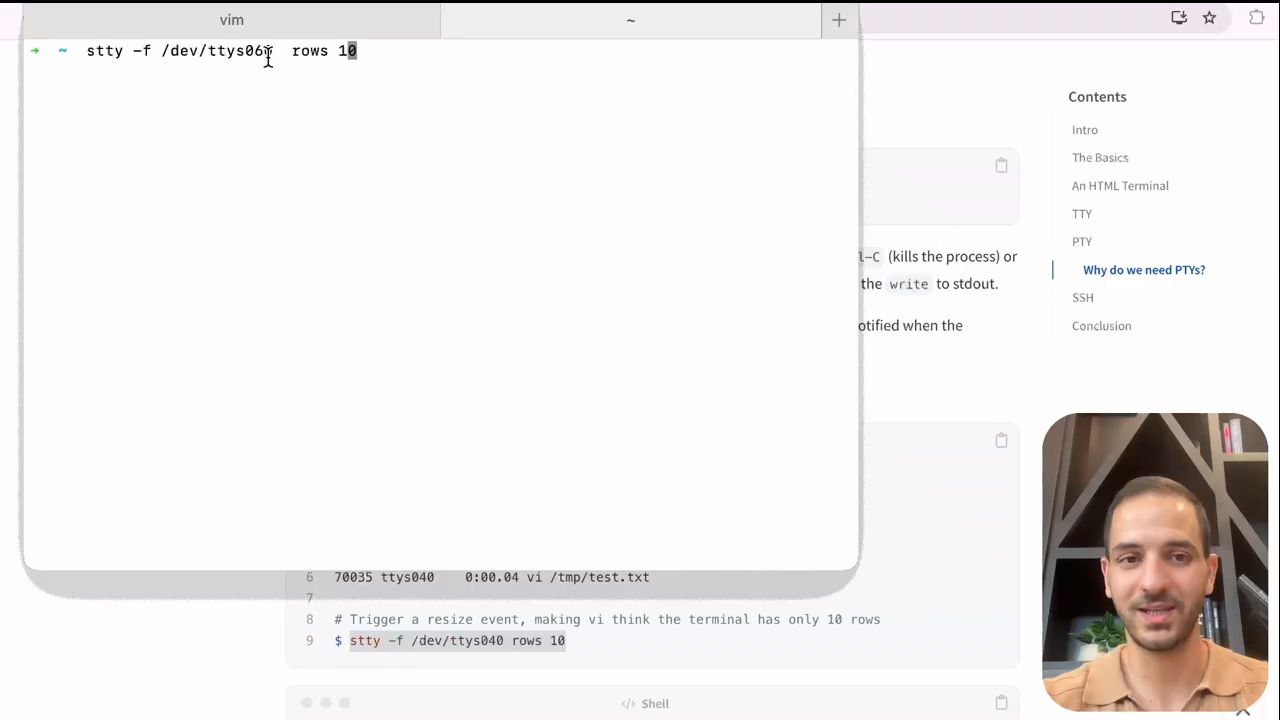 vim
~
+
➜ ~ stty -f /dev/ttys06 rows 10
Contents
Intro
The Basics
An HTML Terminal
TTY
PTY
Why do we need PTYs?
SSH
Conclusion
l-C (kills the process) or
the write to stdout.
otified when the
6 70035 ttys040 0:00.04 vi /tmp/test.txt
7
8 # Trigger a resize event, making vi think the terminal has only 10 rows
9 $ stty -f /dev/ttys040 rows 10
</> Shell